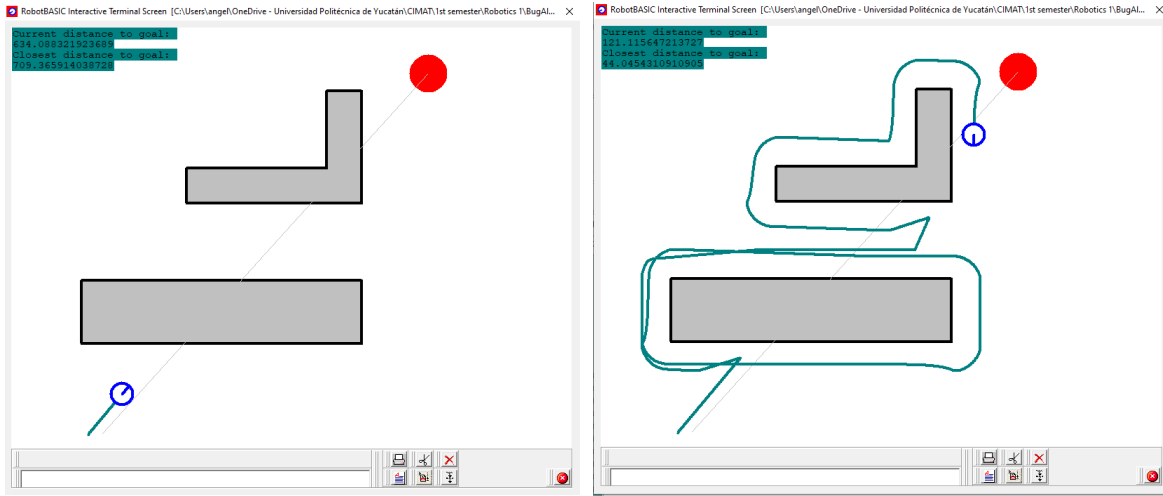 RobotBASIC Interactive Terminal Screen [C:\Users\angel\OneDrive - Universidad Politécnica de Yucatán\CIMAT\1st semester\Robotics 1\BugAl...
Current distance to goal:
634.088321923689
Closest distance to goal:
709.365914038728
RobotBASIC Interactive Terminal Screen [C:\Users\angel\OneDrive - Universidad Politécnica de Yucatán\CIMAT\1st semester\Robotics 1\BugAl...
Current distance to goal:
121.115647213727
Closest distance to goal:
44.0454310910905